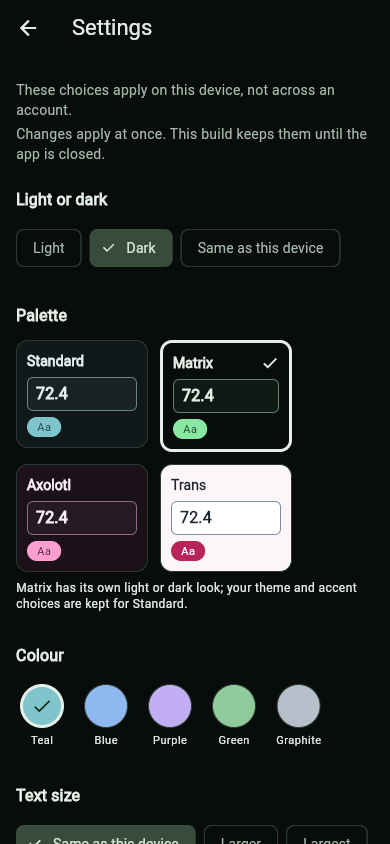 Settings
These choices apply on this device, not across an
account.
Changes apply at once. This build keeps them until the
app is closed.
Light or dark
Light
Dark
Same as this device
Palette
Standard
72.4
Aa
Matrix
72.4
Aa
Axolotl
72.4
Aa
Trans
72.4
Aa
Matrix has its own light or dark look; your theme and accent
choices are kept for Standard.
Colour
Teal
Blue
Purple
Green
Graphite
Text size
Same as this device
Larger
Largest